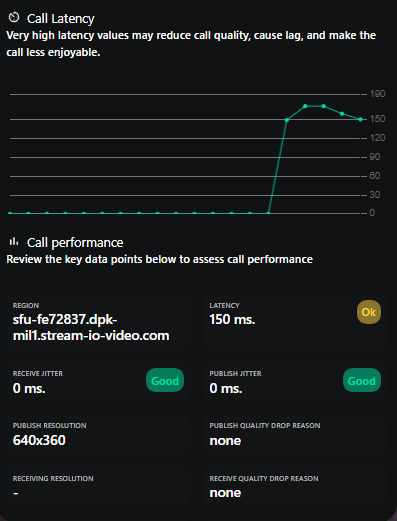 Call Latency
Very high latency values may reduce call quality, cause lag, and make the
call less enjoyable.
190
150
120
90
60
30
0
Call performance
Review the key data points below to assess call performance
REGION
sfu-fe72837.dpk-
mil1.stream-io-video.com
LATENCY
150 ms.
Ok
RECEIVE JITTER
0 ms.
Good
PUBLISH JITTER
0 ms.
Good
PUBLISH RESOLUTION
640x360
PUBLISH QUALITY DROP REASON
none
RECEIVING RESOLUTION
-
RECEIVE QUALITY DROP REASON
none